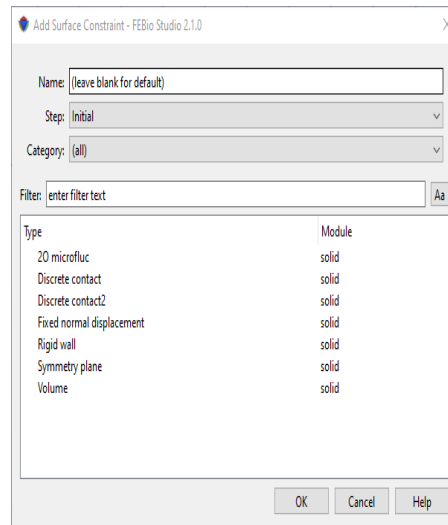 Add Surface Constraint - FEBio Studio 2.1.0
Name: (leave blank for default)
Step: Initial
Category: (all)
Filter: enter filter text Aa
Type Module
2O microfluc solid
Discrete contact solid
Discrete contact2 solid
Fixed normal displacement solid
Rigid wall solid
Symmetry plane solid
Volume solid
OK Cancel Help